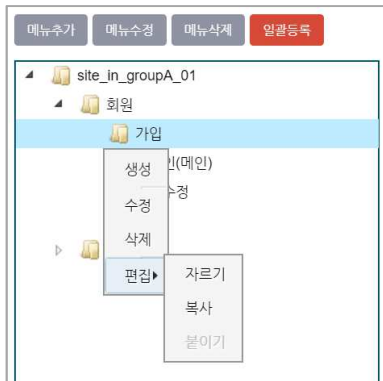 메뉴추가 메뉴수정 메뉴삭제 일괄등록
site_in_groupA_01
회원
가입
생성
인(메인)
수정
수정
삭제
편집
자르기
복사
붙이기